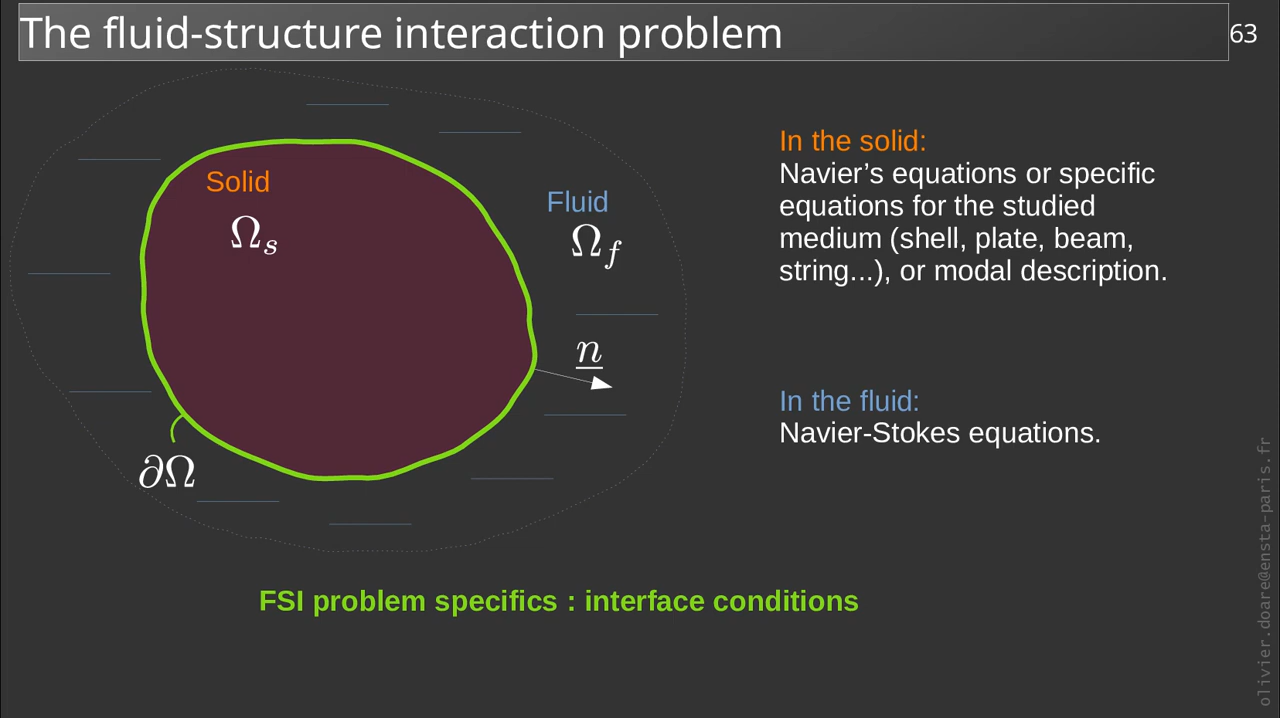 The fluid-structure interaction problem
63
Solid
Ωs
Fluid
Ωf
n
∂Ω
In the solid:
Navier’s equations or specific
equations for the studied
medium (shell, plate, beam,
string...), or modal description.
In the fluid:
Navier-Stokes equations.
FSI problem specifics : interface conditions
olivier.doare@ensta-paris.fr